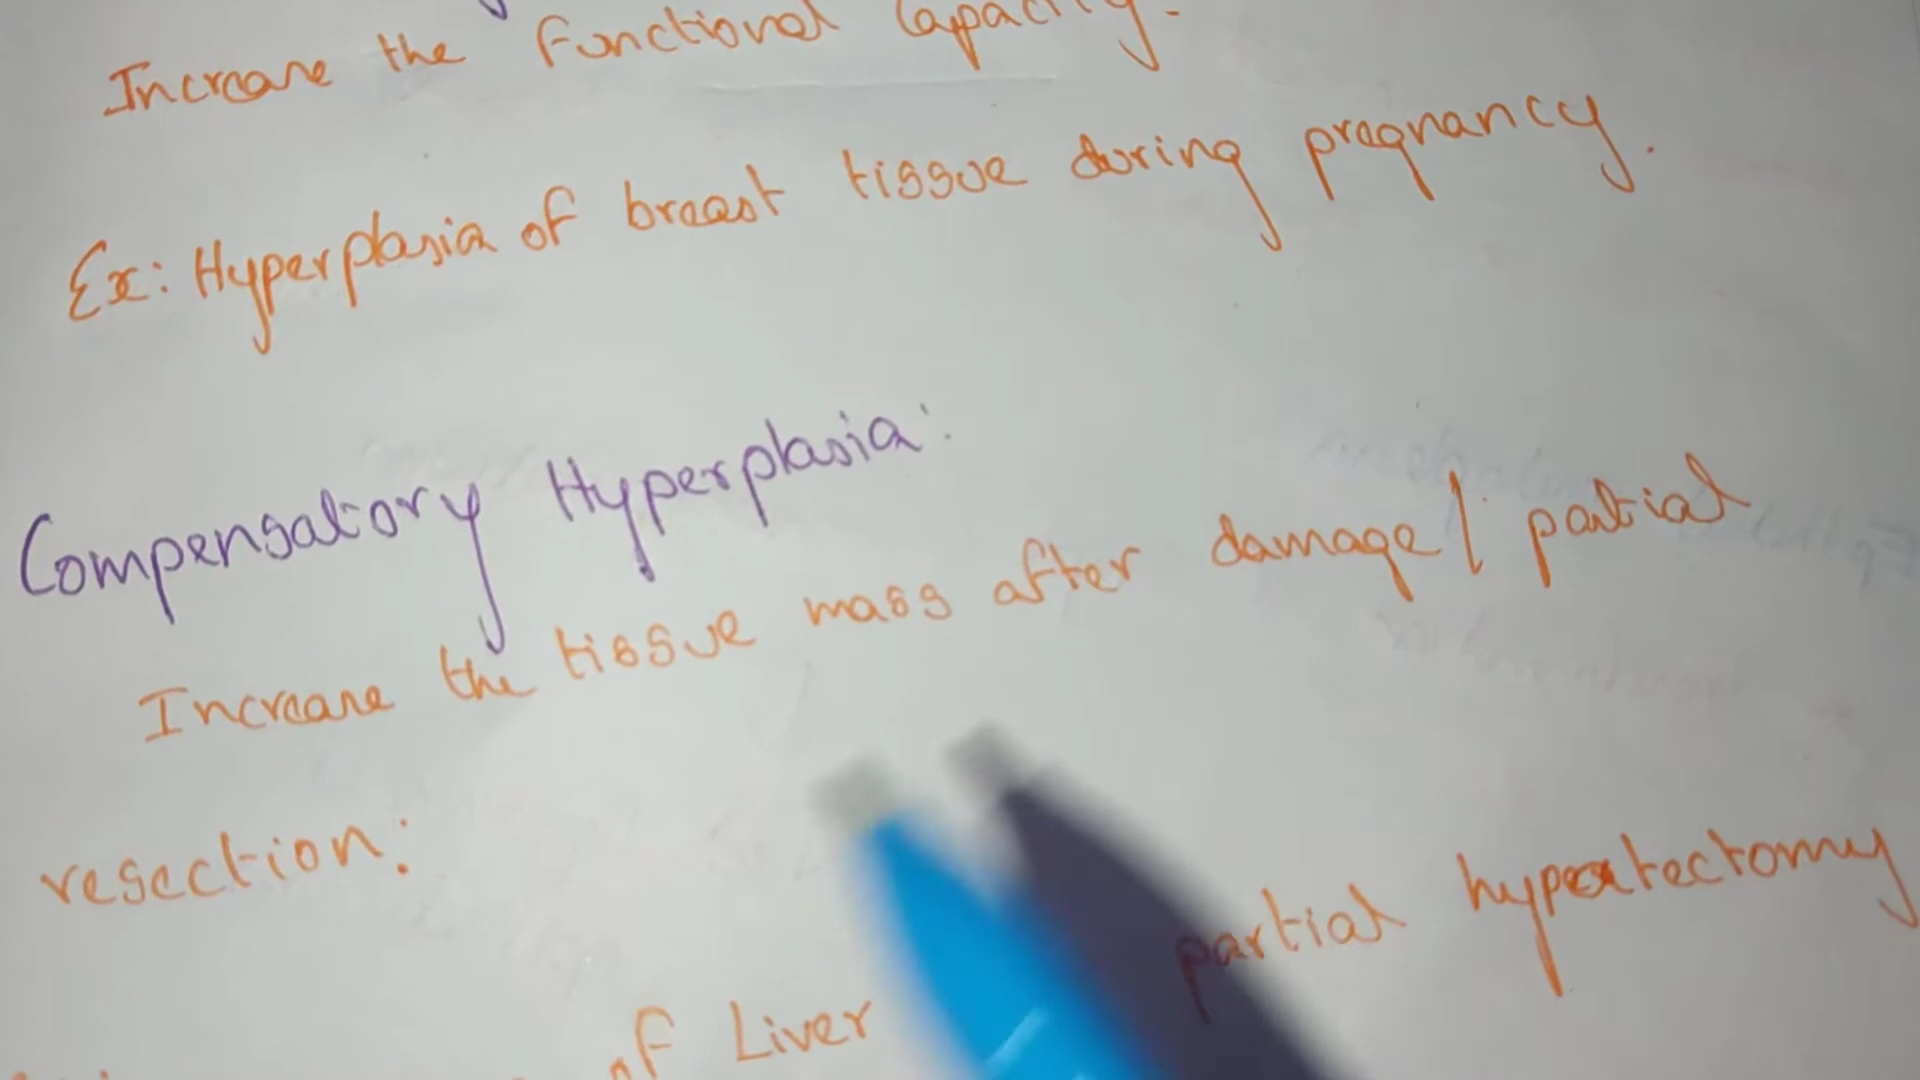 Increase the functional capacity.
Ex: Hyperplasia of breast tissue during pregnancy.
Compensatory Hyperplasia:
Increase the tissue mass after damage/ partial
resection:
of Liver partial hypertectomy